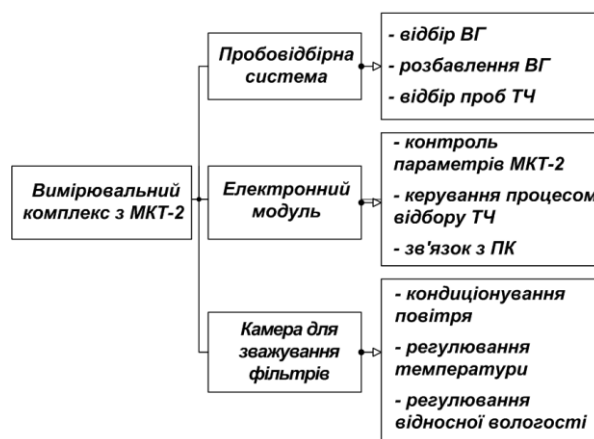 Вимірювальний
комплекс з МКТ-2
Пробовідбірна
система
- відбір ВГ
- розбавлення ВГ
- відбір проб ТЧ
Електронний
модуль
- контроль
параметрів МКТ-2
- керування процесом
відбору ТЧ
- зв'язок з ПК
Камера для
зважування
фільтрів
- кондиціонування
повітря
- регулювання
температури
- регулювання
відносної вологості